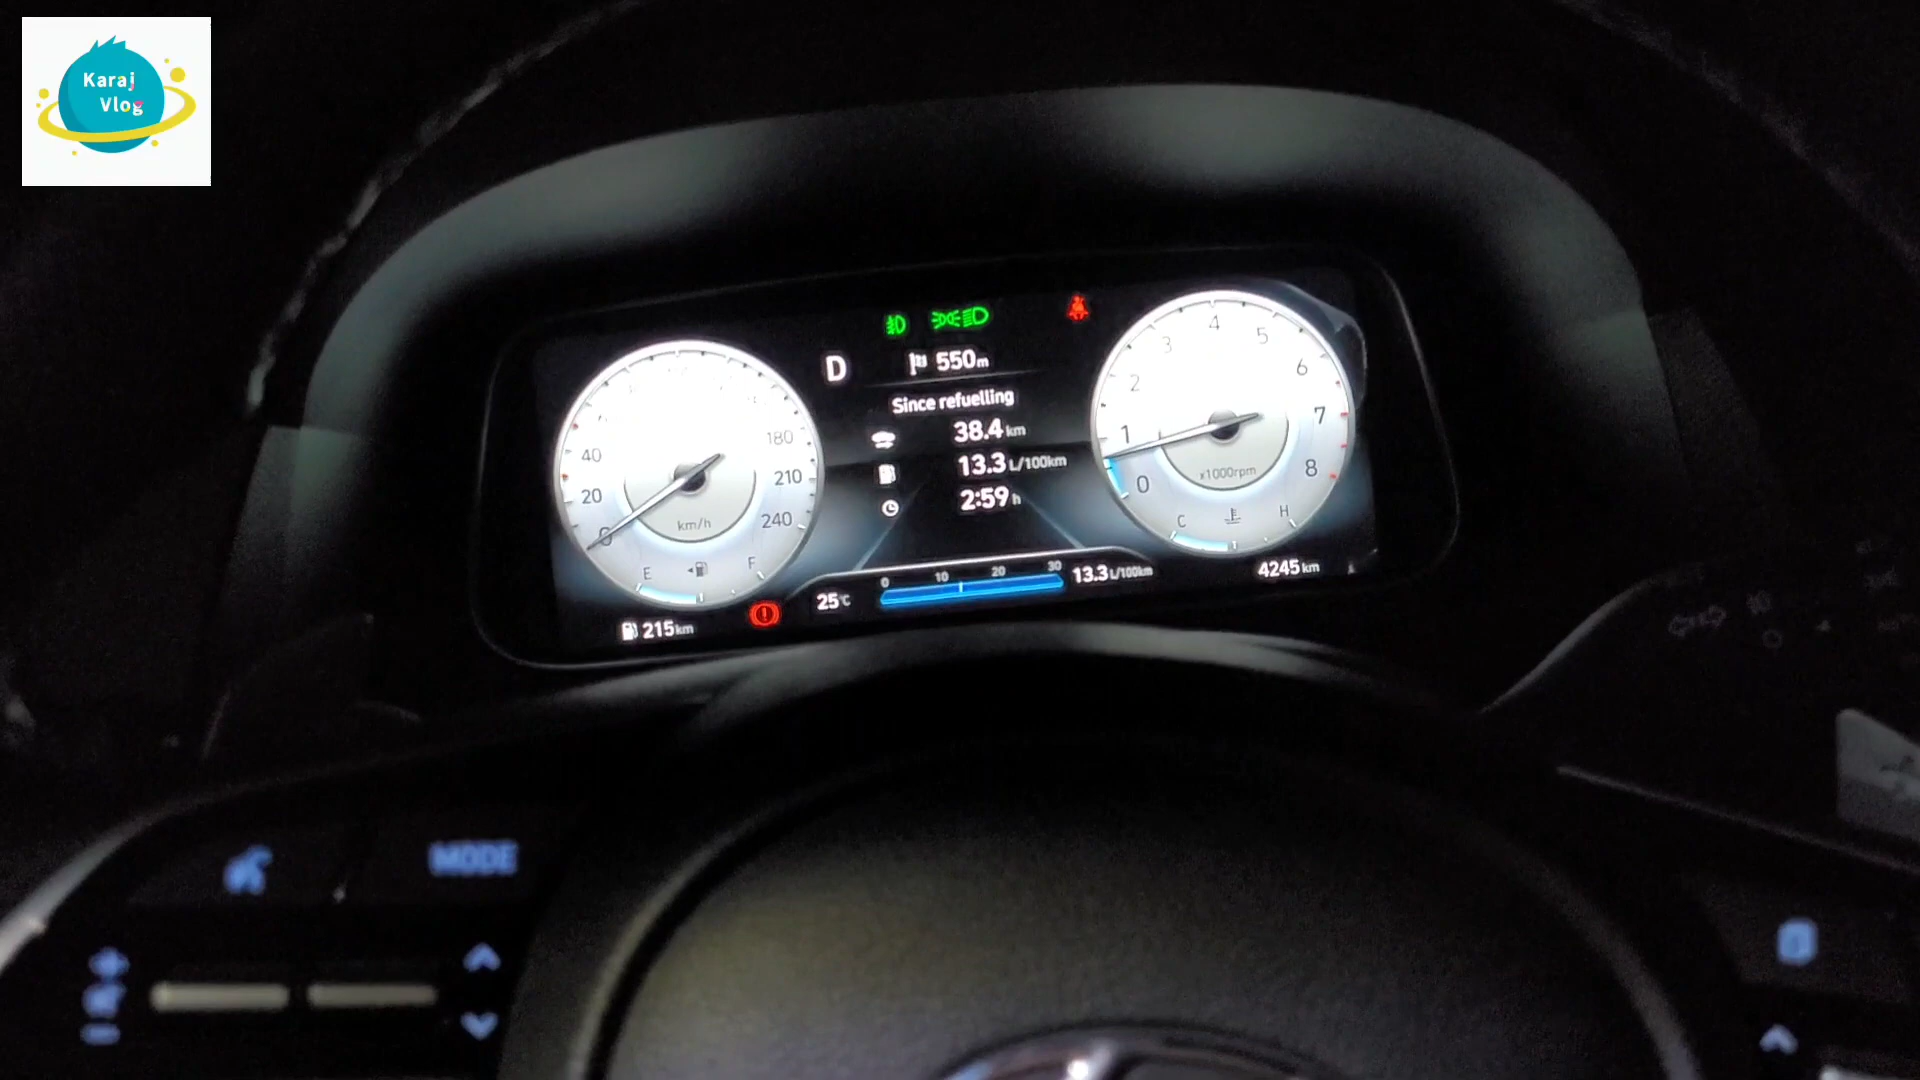 Karaj
Vlog
D
550m
Since refuelling
38.4 km
13.3 L/100km
2:59 h
0
20
40
180
210
240
km/h
E
F
215km
25°C
0
10
20
30
13.3 L/100km
0
1
2
3
4
5
6
7
8
x1000rpm
C
H
4245 km
MODE